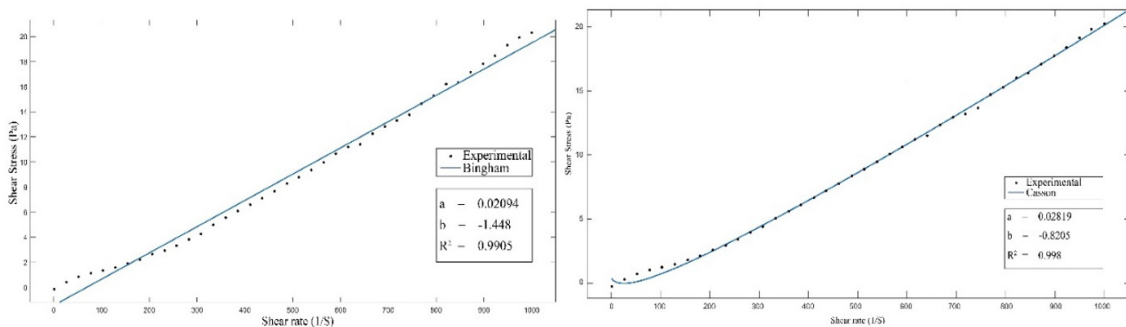 Shear Stress (Pa)
20
18
16
14
12
10
8
6
4
2
0
Experimental
Bingham
a = 0.02094
b = -1.448
R² = 0.9905
0 100 200 300 400 500 600 700 800 900 1000
Shear rate (1/S)
Shear Stress (Pa)
20
15
10
5
0
Experimental
Casson
a = 0.02819
b = -0.8205
R² = 0.998
0 100 200 300 400 500 600 700 800 900 1000
Shear rate (1/S)